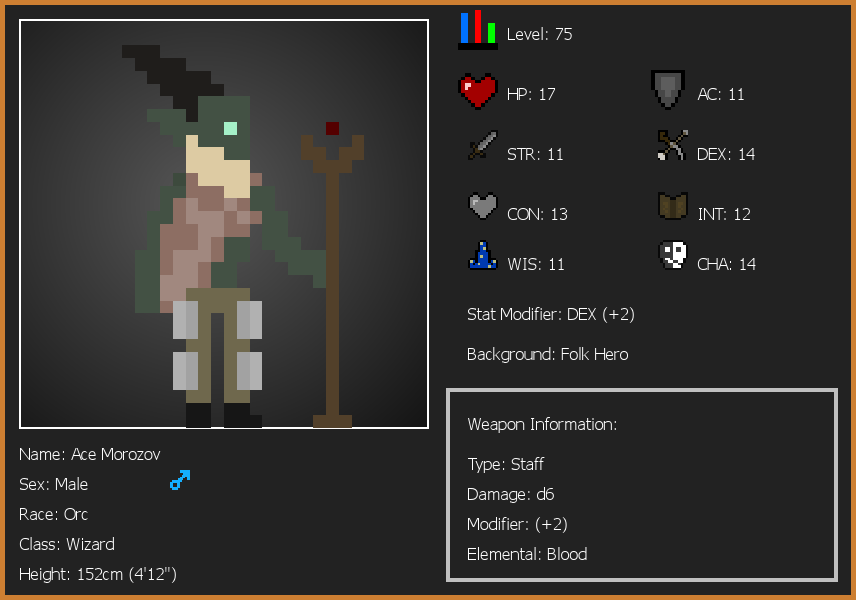 Level: 75
HP: 17
AC: 11
STR: 11
DEX: 14
CON: 13
INT: 12
WIS: 11
CHA: 14
Stat Modifier: DEX (+2)
Background: Folk Hero
Weapon Information:
Type: Staff
Damage: d6
Modifier: (+2)
Elemental: Blood
Name: Ace Morozov
Sex: Male
Race: Orc
Class: Wizard
Height: 152cm (4'12")